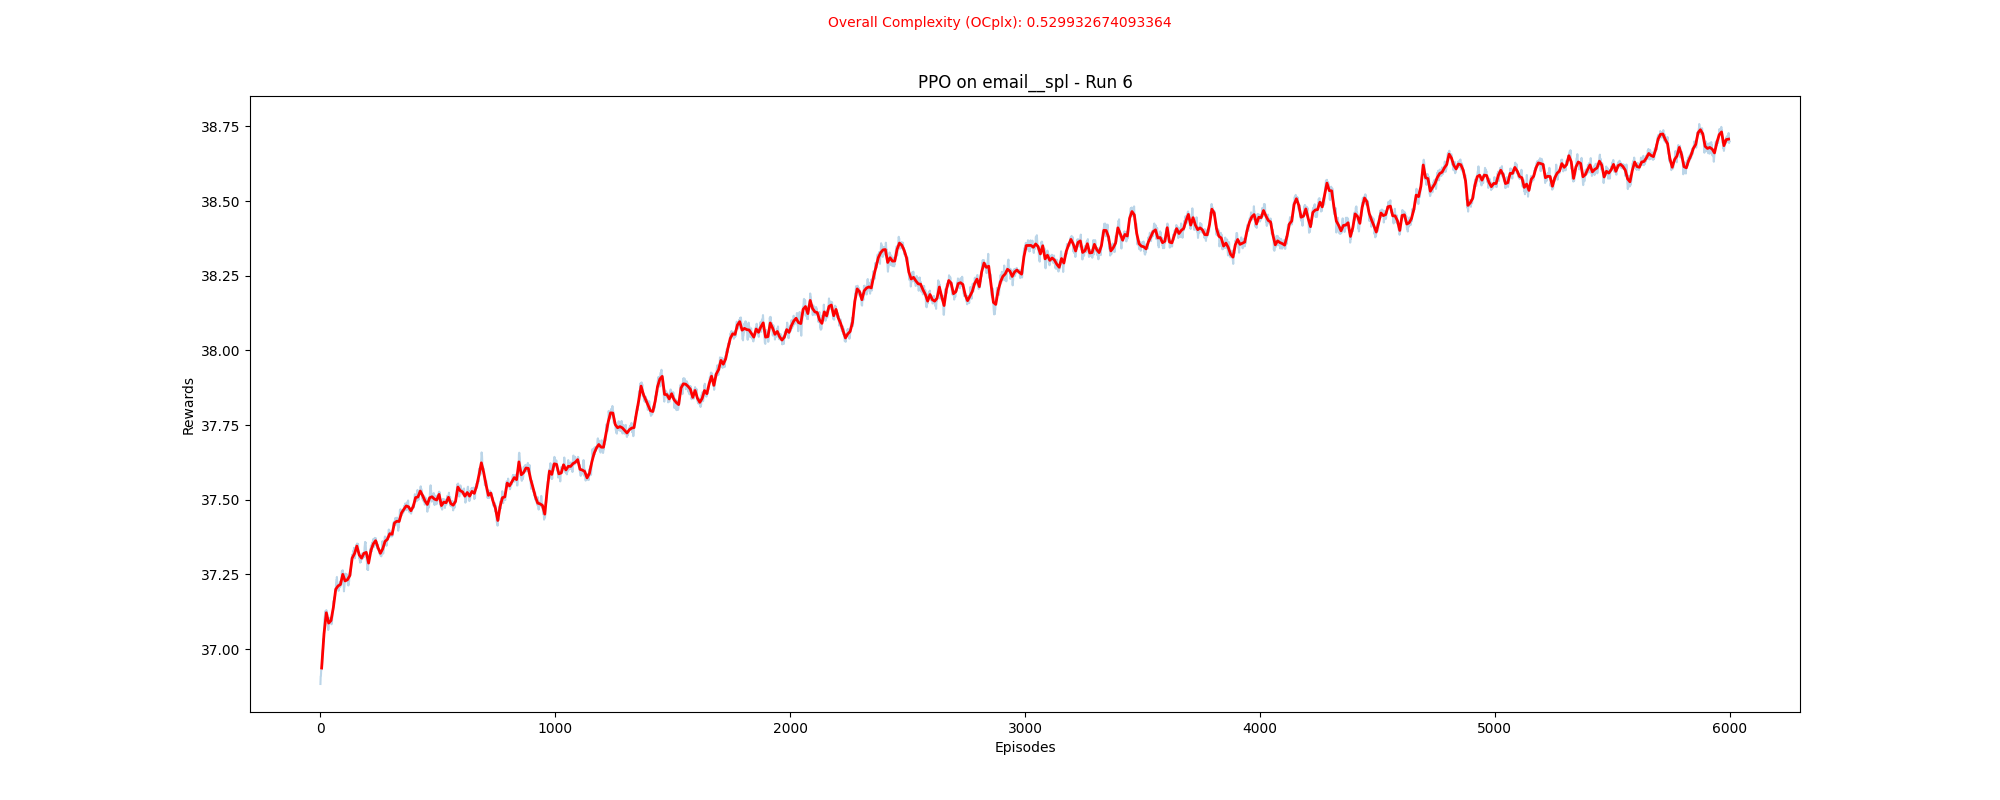 Overall Complexity (OCplx): 0.529932674093364
PPO on email__spl - Run 6
38.75
38.50
38.25
38.00
37.75
37.50
37.25
37.00
Rewards
0 1000 2000 3000 4000 5000 6000
Episodes